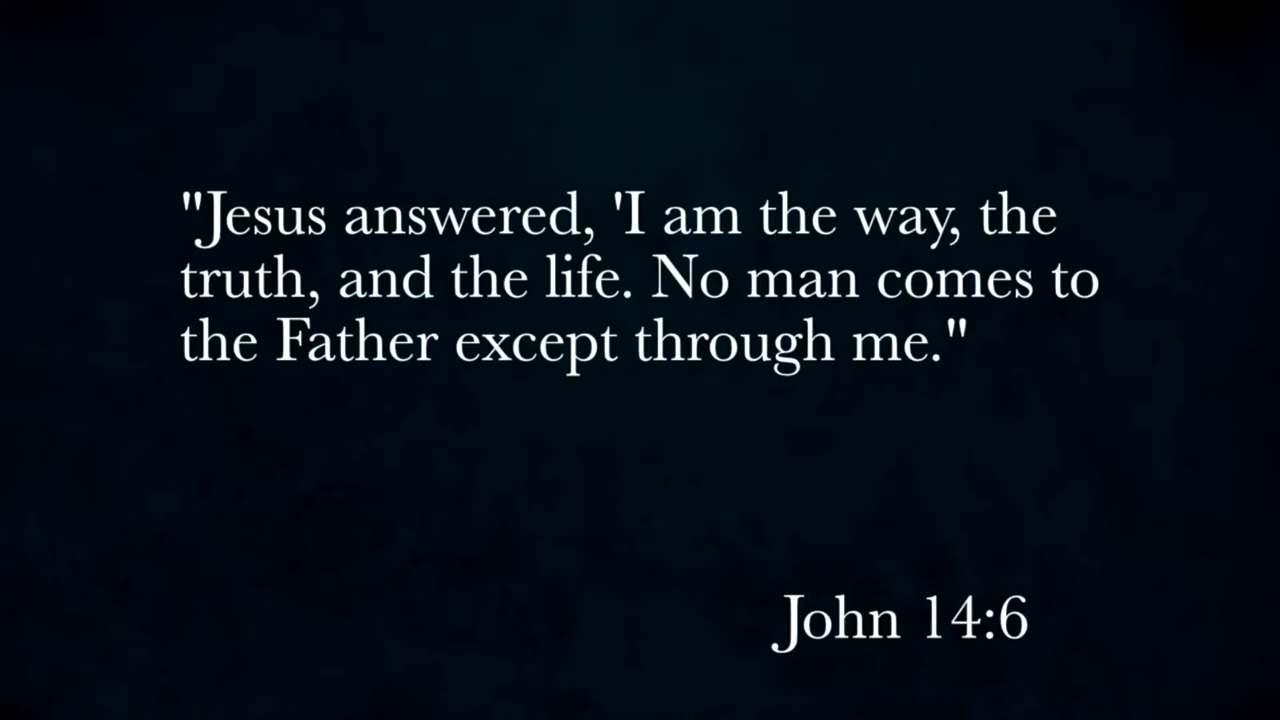 "Jesus answered, 'I am the way, the
truth, and the life. No man comes to
the Father except through me."
John 14:6